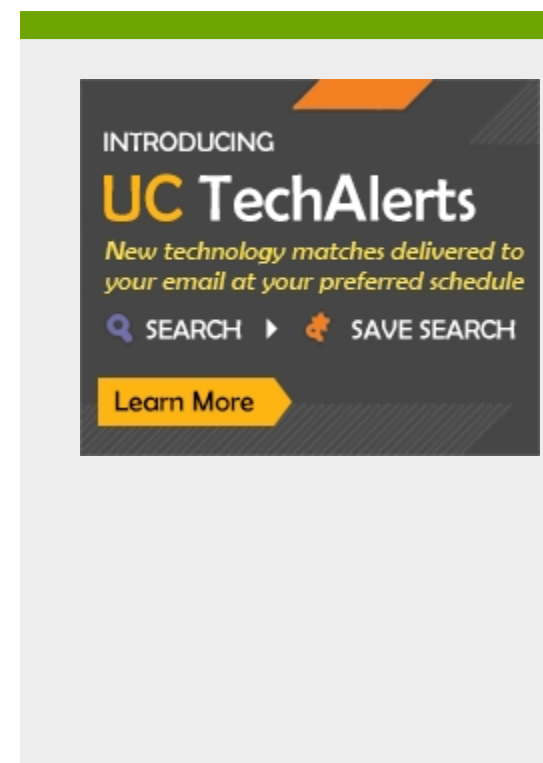 INTRODUCING
UC TechAlerts
New technology matches delivered to
your email at your preferred schedule
SEARCH SAVE SEARCH
Learn More